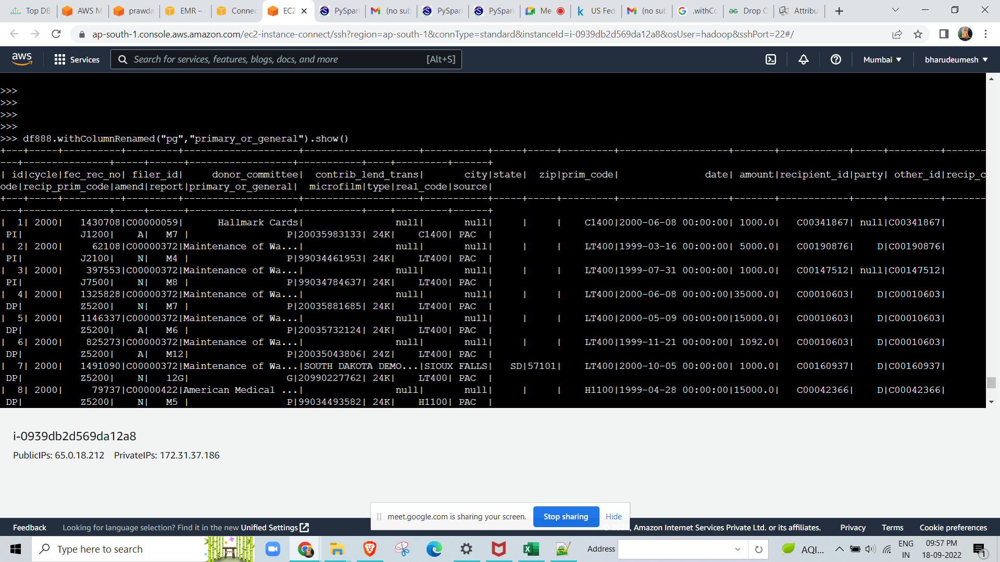 Top DB
AWS M
prawda
EMR –
Connec
EC2
PySpar
(no sub
PySpar
PySpar
Me
US Fed
(no sub
.withCo
Drop C
Attribu
ap-south-1.console.aws.amazon.com/ec2-instance-connect/ssh?region=ap-south-1&connType=standard&instanceId=i-0939db2d569da12a8&osUser=hadoop&sshPort=22#/
aws Services Search for services, features, blogs, docs, and more [Alt+S] Mumbai ▼ bharudeumesh ▼
>>>
>>>
>>>
>>>
>>> df888.withColumnRenamed("pg","primary_or_general").show()
+---+-----+----------+---------+--------------------+--------------------+-----------+-----+-----+---------+-------------------+-------+------------+-----+---------+-------
---+---------------+-----+------+------------------+-----------+----+---------+------+
| id|cycle|fec_rec_no| filer_id|     donor_committee|  contrib_lend_trans|       city|state|  zip|prim_code|               date| amount|recipient_id|party| other_id|recip_c
ode|recip_prim_code|amend|report|primary_or_general|  microfilm|type|real_code|source|
+---+-----+----------+---------+--------------------+--------------------+-----------+-----+-----+---------+-------------------+-------+------------+-----+---------+-------
---+---------------+-----+------+------------------+-----------+----+---------+------+
|  1| 2000|   1430708|C00000059|      Hallmark Cards|                null|       null|     |     |    C1400|2000-06-08 00:00:00| 1000.0|   C00341867| null|C00341867|
 PI|          J1200|    A|   M7 |                 P|20035983133| 24K|    C1400| PAC  |
|  2| 2000|     62108|C00000372|Maintenance of Wa...|                null|       null|     |     |    LT400|1999-03-16 00:00:00| 5000.0|   C00190876|    D|C00190876|
 PI|          J2100|    N|   M4 |                 P|99034461953| 24K|    LT400| PAC  |
|  3| 2000|    397553|C00000372|Maintenance of Wa...|                null|       null|     |     |    LT400|1999-07-31 00:00:00| 1000.0|   C00147512| null|C00147512|
 PI|          J7500|    N|   M8 |                 P|99034784637| 24K|    LT400| PAC  |
|  4| 2000|   1325828|C00000372|Maintenance of Wa...|                null|       null|     |     |    LT400|2000-06-08 00:00:00|35000.0|   C00010603|    D|C00010603|
 DP|          Z5200|    N|   M7 |                 P|20035881685| 24K|    LT400| PAC  |
|  5| 2000|   1146337|C00000372|Maintenance of Wa...|                null|       null|     |     |    LT400|2000-05-09 00:00:00|15000.0|   C00010603|    D|C00010603|
 DP|          Z5200|    A|   M6 |                 P|20035732124| 24K|    LT400| PAC  |
|  6| 2000|    825273|C00000372|Maintenance of Wa...|                null|       null|     |     |    LT400|1999-11-21 00:00:00| 1092.0|   C00010603|    D|C00010603|
 DP|          Z5200|    A|   M12|                 P|20035043806| 24Z|    LT400| PAC  |
|  7| 2000|   1491090|C00000372|Maintenance of Wa...|SOUTH DAKOTA DEMO...|SIOUX FALLS|   SD|57101|    LT400|2000-10-05 00:00:00| 1000.0|   C00160937|    D|C00160937|
 DP|          Z5200|    N|   12G|                 G|20990227762| 24K|    LT400| PAC  |
|  8| 2000|     79737|C00000422|American Medical ...|                null|       null|     |     |    H1100|1999-04-28 00:00:00|15000.0|   C00042366|    D|C00042366|
 DP|          Z5200|    N|   M5 |                 P|99034493582| 24K|    H1100| PAC  |
i-0939db2d569da12a8
PublicIPs: 65.0.18.212 PrivateIPs: 172.31.37.186
meet.google.com is sharing your screen. Stop sharing Hide
Feedback Looking for language selection? Find it in the new Unified Settings , Amazon Internet Services Private Ltd. or its affiliates. Privacy Terms Cookie preferences
Type here to search
Address
AQI...
ENG
IN
09:57 PM
18-09-2022
1